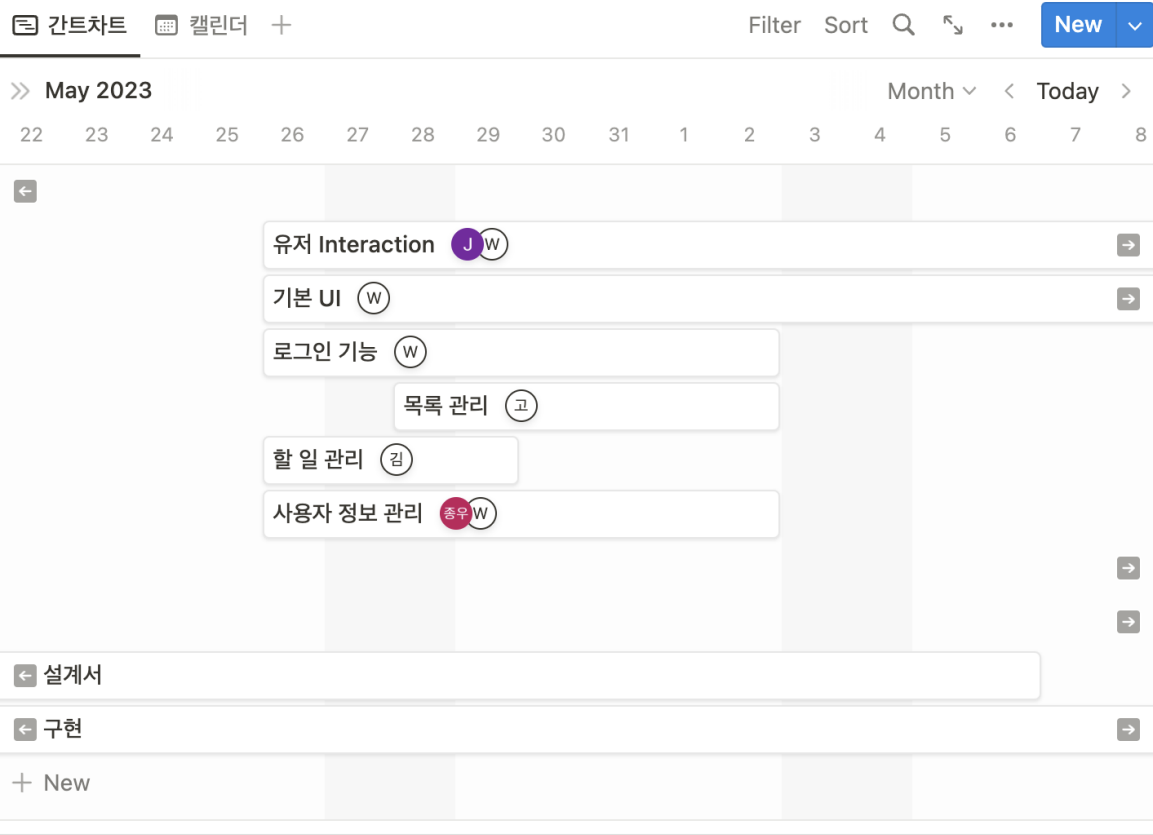 간트차트 캘린더 Filter Sort New
May 2023 Month Today
22 23 24 25 26 27 28 29 30 31 1 2 3 4 5 6 7 8
유저 Interaction J W
기본 UI W
로그인 기능 W
목록 관리 고
할 일 관리 김
사용자 정보 관리 종우 W
설계서
구현
New